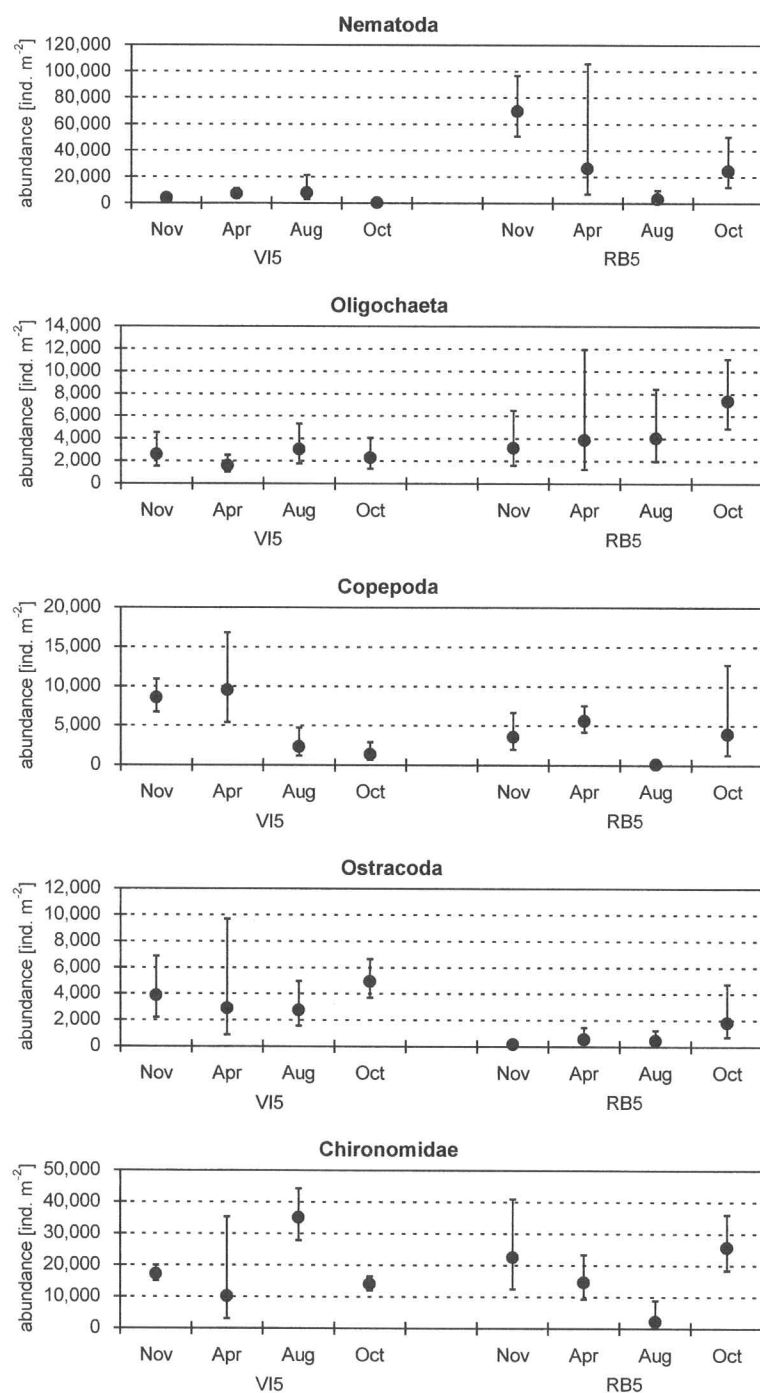 Nematoda
abundance [ind. m-2]
120,000
100,000
80,000
60,000
40,000
20,000
0
Nov Apr Aug Oct Nov Apr Aug Oct
VI5 RB5
Oligochaeta
abundance [ind. m-2]
14,000
12,000
10,000
8,000
6,000
4,000
2,000
0
Nov Apr Aug Oct Nov Apr Aug Oct
VI5 RB5
Copepoda
abundance [ind. m-2]
20,000
15,000
10,000
5,000
0
Nov Apr Aug Oct Nov Apr Aug Oct
VI5 RB5
Ostracoda
abundance [ind. m-2]
12,000
10,000
8,000
6,000
4,000
2,000
0
Nov Apr Aug Oct Nov Apr Aug Oct
VI5 RB5
Chironomidae
abundance [ind. m-2]
50,000
40,000
30,000
20,000
10,000
0
Nov Apr Aug Oct Nov Apr Aug Oct
VI5 RB5